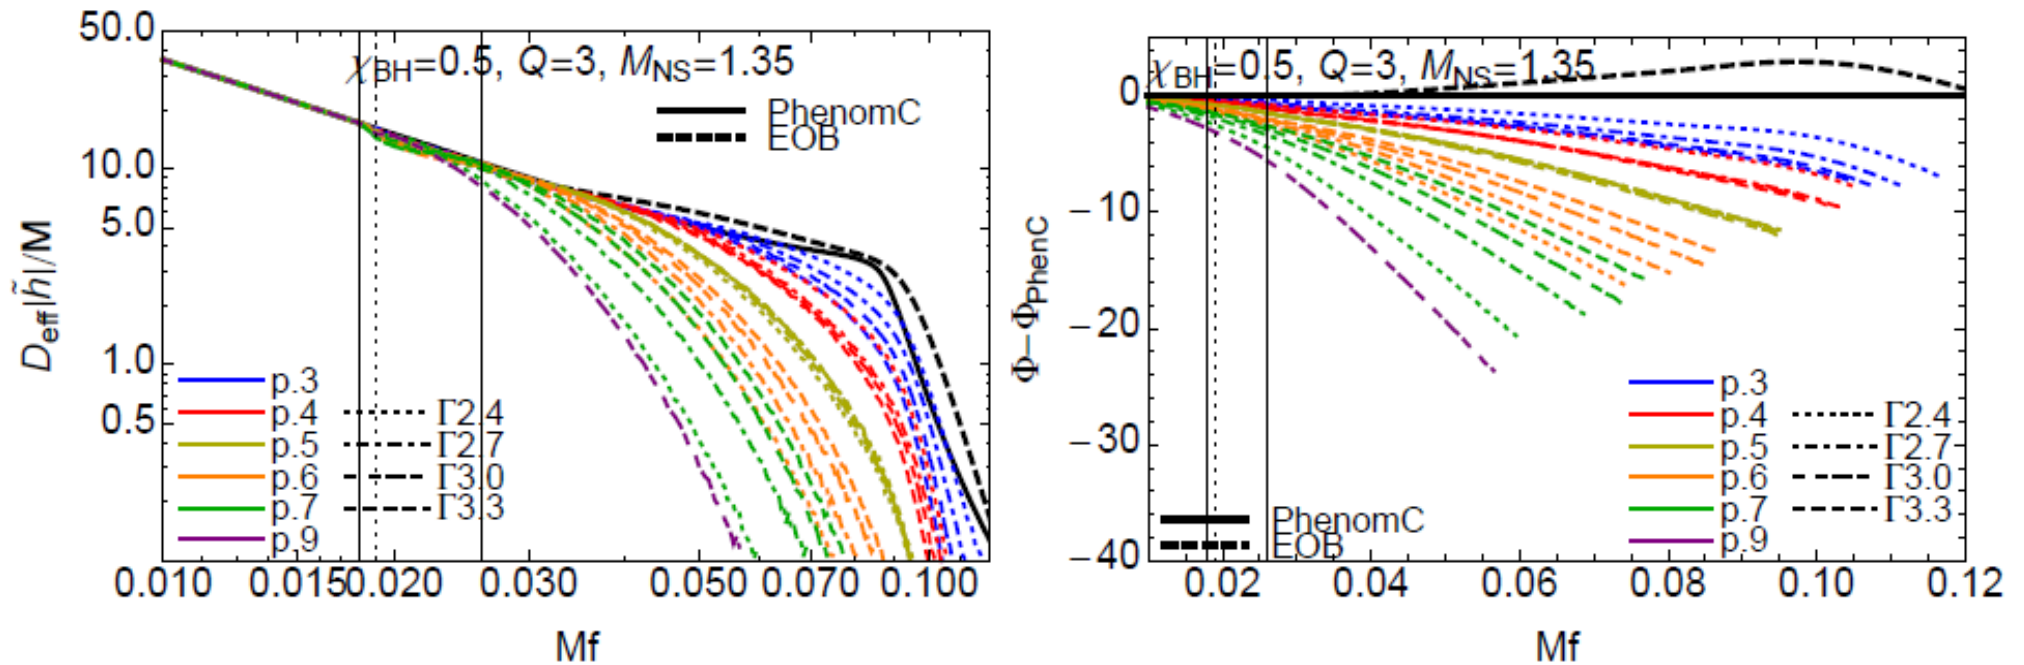 χBH=0.5, Q=3, MNS=1.35
PhenomC
EOB
50.0
10.0
5.0
1.0
0.5
Deff|h̃|/M
p.3
p.4
p.5
p.6
p.7
p.9
Γ2.4
Γ2.7
Γ3.0
Γ3.3
0.010 0.015 0.020 0.030 0.050 0.070 0.100
Mf
χBH=0.5, Q=3, MNS=1.35
0
−10
−20
−30
−40
Φ−ΦPhenC
p.3
p.4
p.5
p.6
p.7
p.9
Γ2.4
Γ2.7
Γ3.0
Γ3.3
PhenomC
EOB
0.02 0.04 0.06 0.08 0.10 0.12
Mf